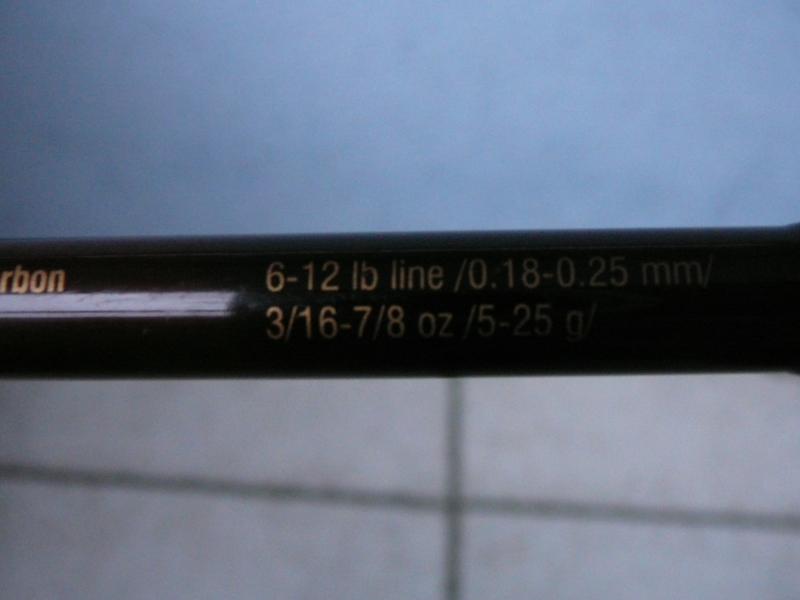 rbon
6-12 lb line /0.18-0.25 mm/
3/16-7/8 oz /5-25 g/